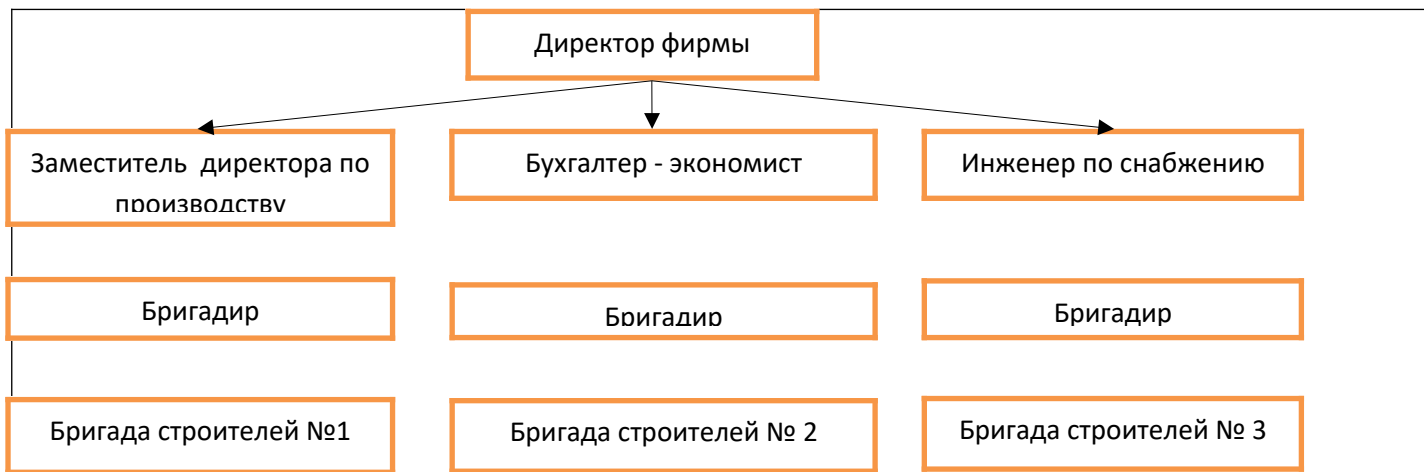 Директор фирмы
Заместитель директора по
производству
Бухгалтер - экономист
Инженер по снабжению
Бригадир
Бригадир
Бригадир
Бригада строителей №1
Бригада строителей № 2
Бригада строителей № 3